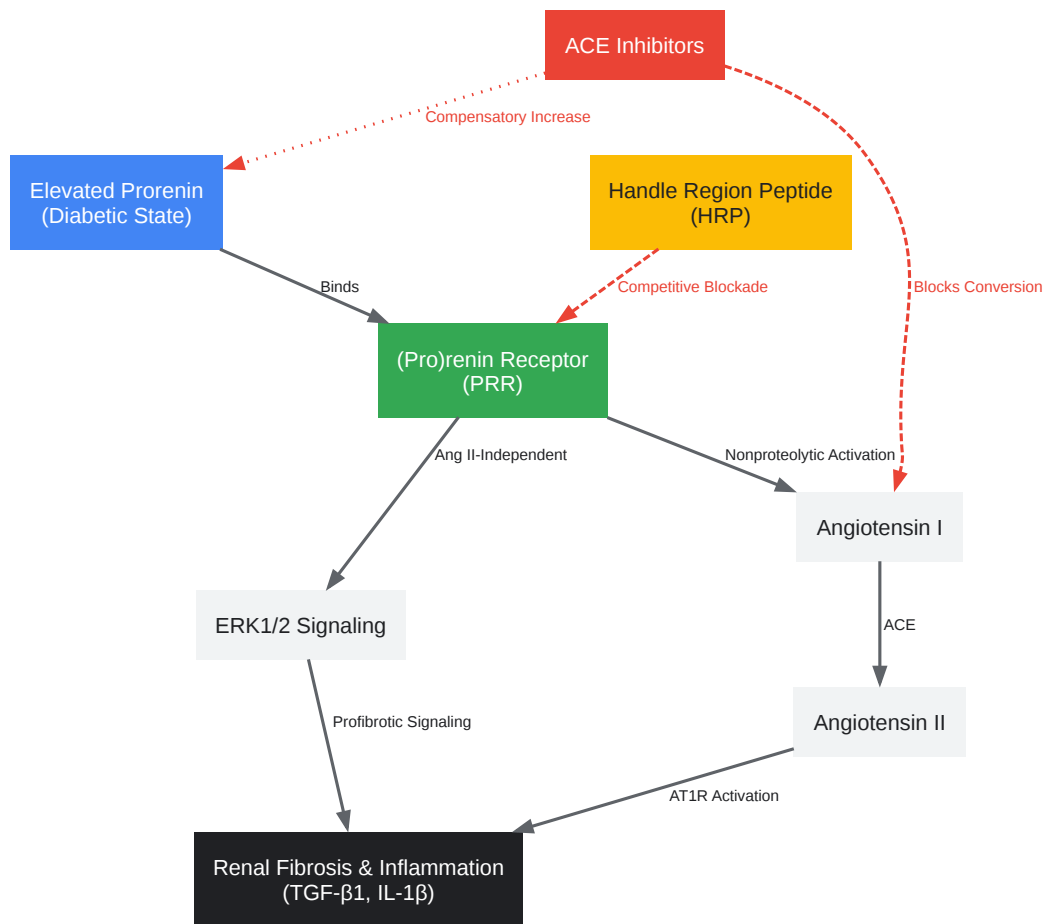 ACE Inhibitors
Compensatory Increase
Elevated Prorenin
(Diabetic State)
Handle Region Peptide
(HRP)
Binds
Competitive Blockade
Blocks Conversion
(Pro)renin Receptor
(PRR)
Ang II-Independent
Nonproteolytic Activation
Angiotensin I
ERK1/2 Signaling
ACE
Profibrotic Signaling
Angiotensin II
AT1R Activation
Renal Fibrosis & Inflammation
(TGF-β1, IL-1β)